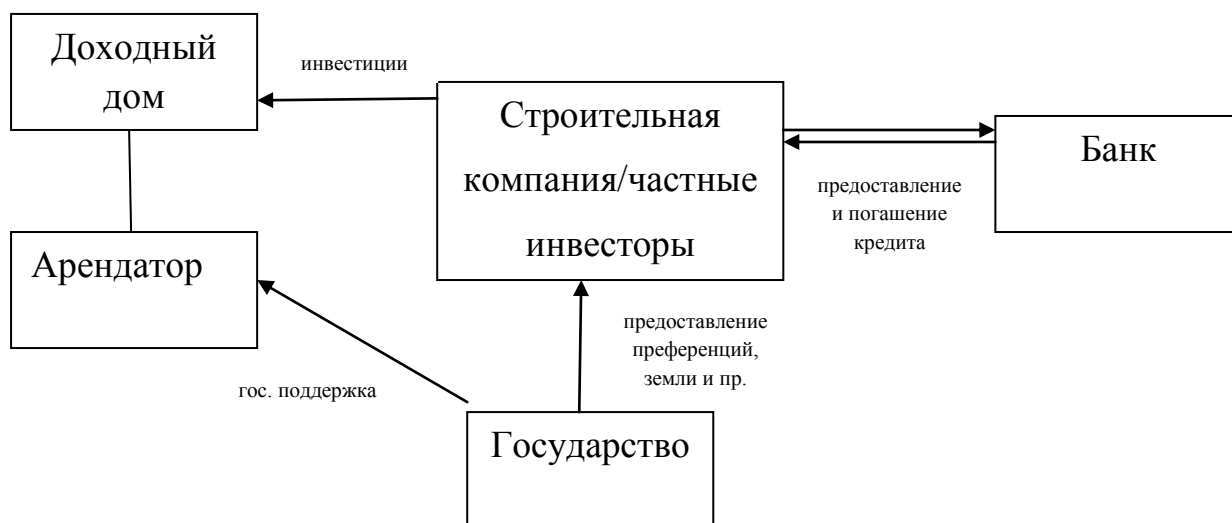 Доходный
дом
инвестиции
Строительная
компания/частные
инвесторы
Банк
предоставление
и погашение
кредита
Арендатор
предоставление
преференций,
земли и пр.
гос. поддержка
Государство